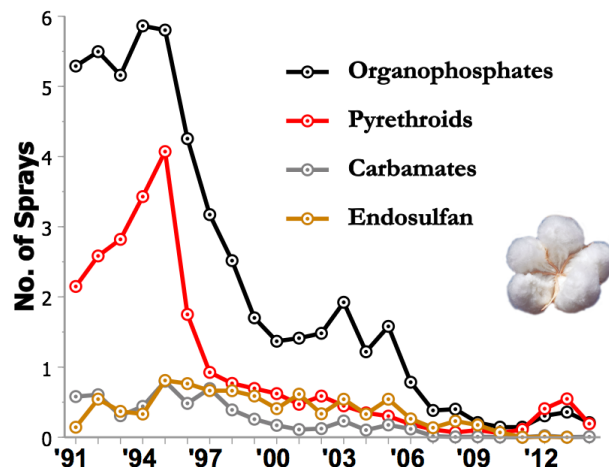 No. of Sprays
6
5
4
3
2
1
0
Organophosphates
Pyrethroids
Carbamates
Endosulfan
'91 '94 '97 '00 '03 '06 '09 '12